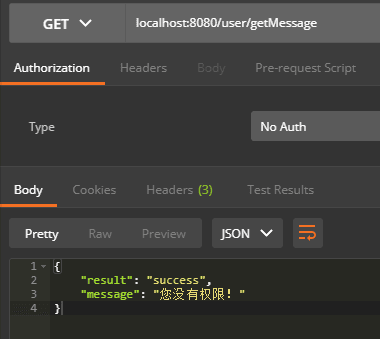 GET localhost:8080/user/getMessage
Authorization Headers Body Pre-request Script
Type No Auth
Body Cookies Headers (3) Test Results
Pretty Raw Preview JSON
1 {
2 "result": "success",
3 "message": "您没有权限！"
4 }